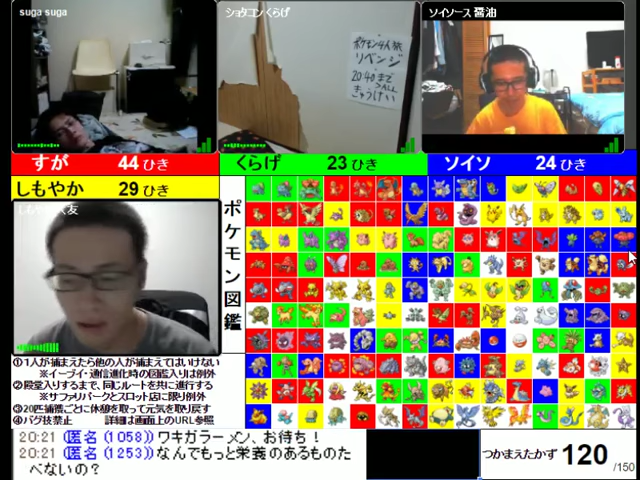 suga suga
ショタコン くらげ
ソイソース 醤油
ポケモン4人旅
リベンジ
20:40まで
きゅうけい
すが 44 ひき
くらげ 23 ひき
ソイソ 24 ひき
しもやか 29 ひき
ポケモン図鑑
①1人が捕まえたら他の人が捕まえてはいけない
※イーブイ・通信進化時の図鑑入りは例外
②殿堂入りするまで、同じルートを共に進行する
※サファリパークとスロット店に限り例外
③20匹捕獲ごとに休憩を取って元気を取り戻す
④バグ技禁止 詳細は画面上のURL参照
20:21 (匿名 (1058)) ワキガラーメン、お待ち！
20:21 (匿名 (1253)) なんでもっと栄養のあるものた
べないの？
つかまえたかず 120 /150